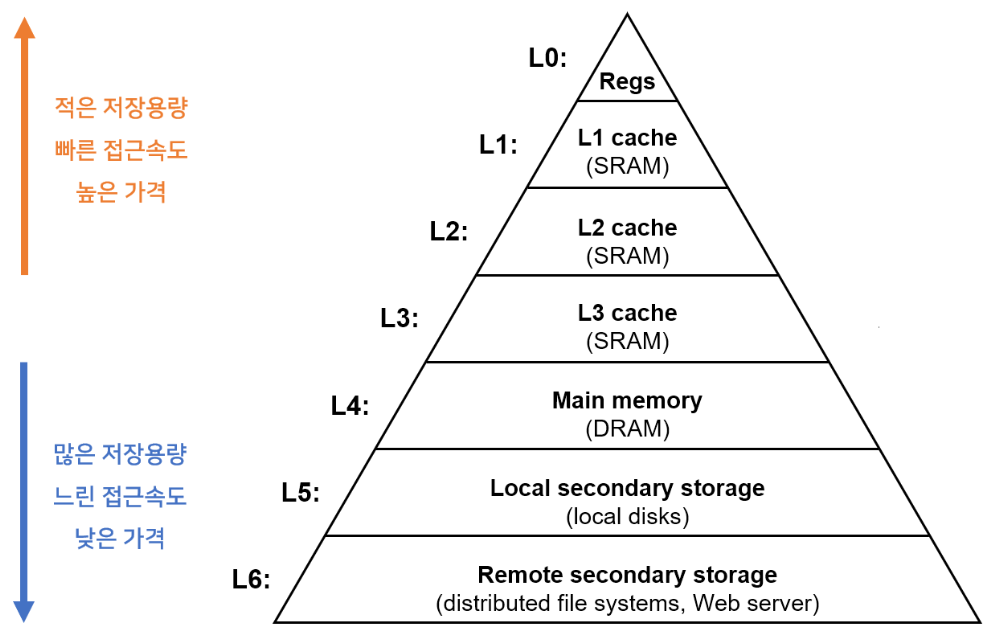 L0:
Regs
적은 저장용량
빠른 접근속도
높은 가격
L1:
L1 cache
(SRAM)
L2:
L2 cache
(SRAM)
L3:
L3 cache
(SRAM)
L4:
Main memory
(DRAM)
많은 저장용량
느린 접근속도
낮은 가격
L5:
Local secondary storage
(local disks)
L6:
Remote secondary storage
(distributed file systems, Web server)